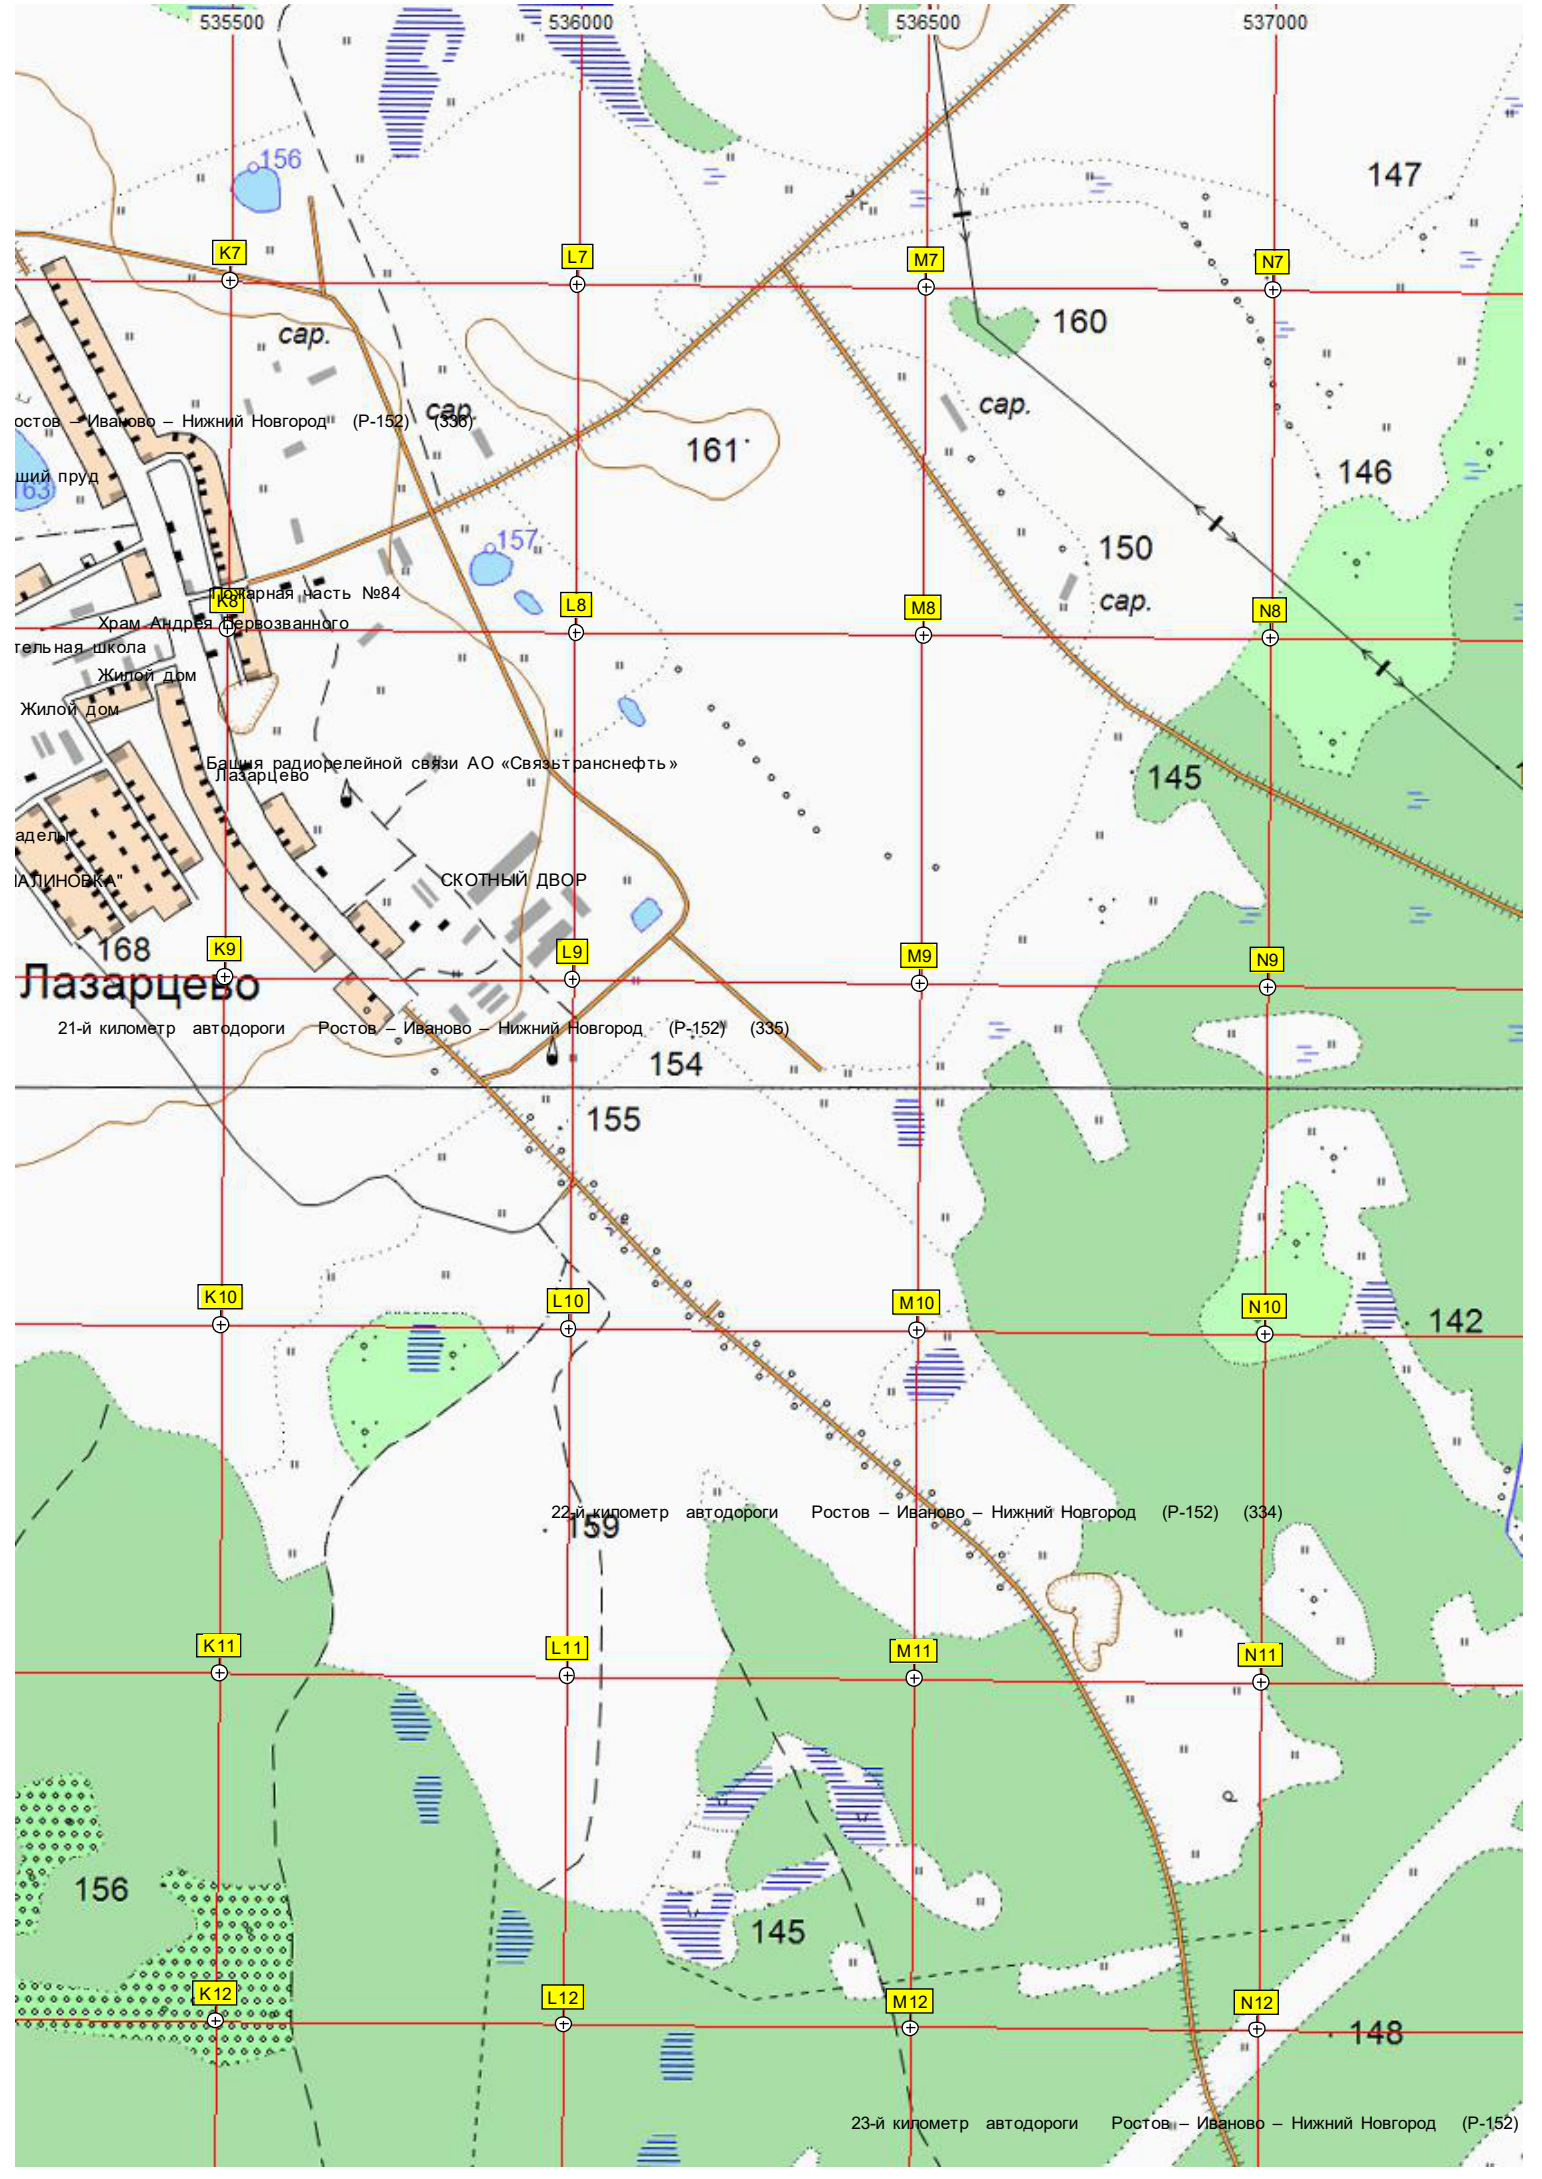 535500 536000 536500 537000
156
147
K7 L7 M7 N7
160
сар.
сар.
сар.
остов – Иваново – Нижний Новгород (Р-152) (336)
161
146
ший пруд
163
157
150
Пожарная часть №84
K8 L8 M8 N8
сар.
Храм Андрея Первозванного
тельная школа
Жилой дом
Жилой дом
Башня радиорелейной связи АО «Связьтранснефть»
Лазарцево
145
адель
АЛИНОВКА"
СКОТНЫЙ ДВОР
168
K9 L9 M9 N9
Лазарцево
21-й километр автодороги Ростов – Иваново – Нижний Новгород (Р-152) (335)
154
155
K10 L10 M10 N10
142
22-й километр автодороги Ростов – Иваново – Нижний Новгород (Р-152) (334)
159
K11 L11 M11 N11
156
145
K12 L12 M12 N12
148
23-й километр автодороги Ростов – Иваново – Нижний Новгород (Р-152)